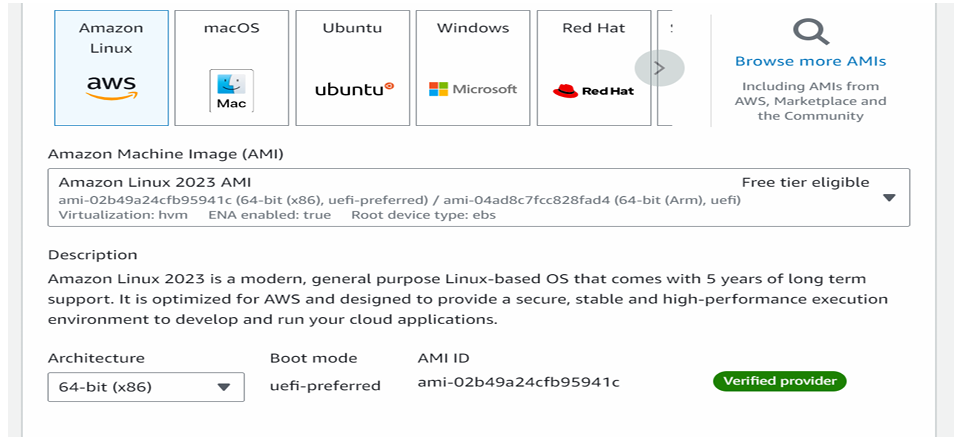 Amazon
Linux
aws
macOS
Mac
Ubuntu
ubuntu
Windows
Microsoft
Red Hat
Red Hat
Browse more AMIs
Including AMIs from
AWS, Marketplace and
the Community
Amazon Machine Image (AMI)
Amazon Linux 2023 AMI
Free tier eligible
ami-02b49a24cfb95941c (64-bit (x86), uefi-preferred) / ami-04ad8c7fcc828fad4 (64-bit (Arm), uefi)
Virtualization: hvm ENA enabled: true Root device type: ebs
Description
Amazon Linux 2023 is a modern, general purpose Linux-based OS that comes with 5 years of long term
support. It is optimized for AWS and designed to provide a secure, stable and high-performance execution
environment to develop and run your cloud applications.
Architecture
64-bit (x86)
Boot mode
uefi-preferred
AMI ID
ami-02b49a24cfb95941c
Verified provider